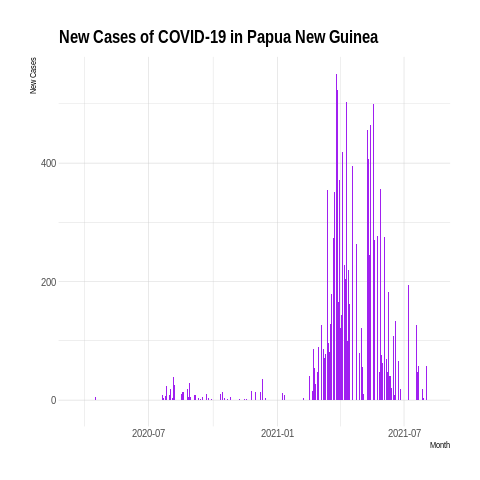 New Cases of COVID-19 in Papua New Guinea
New Cases
400
200
0
2020-07
2021-01
2021-07
Month